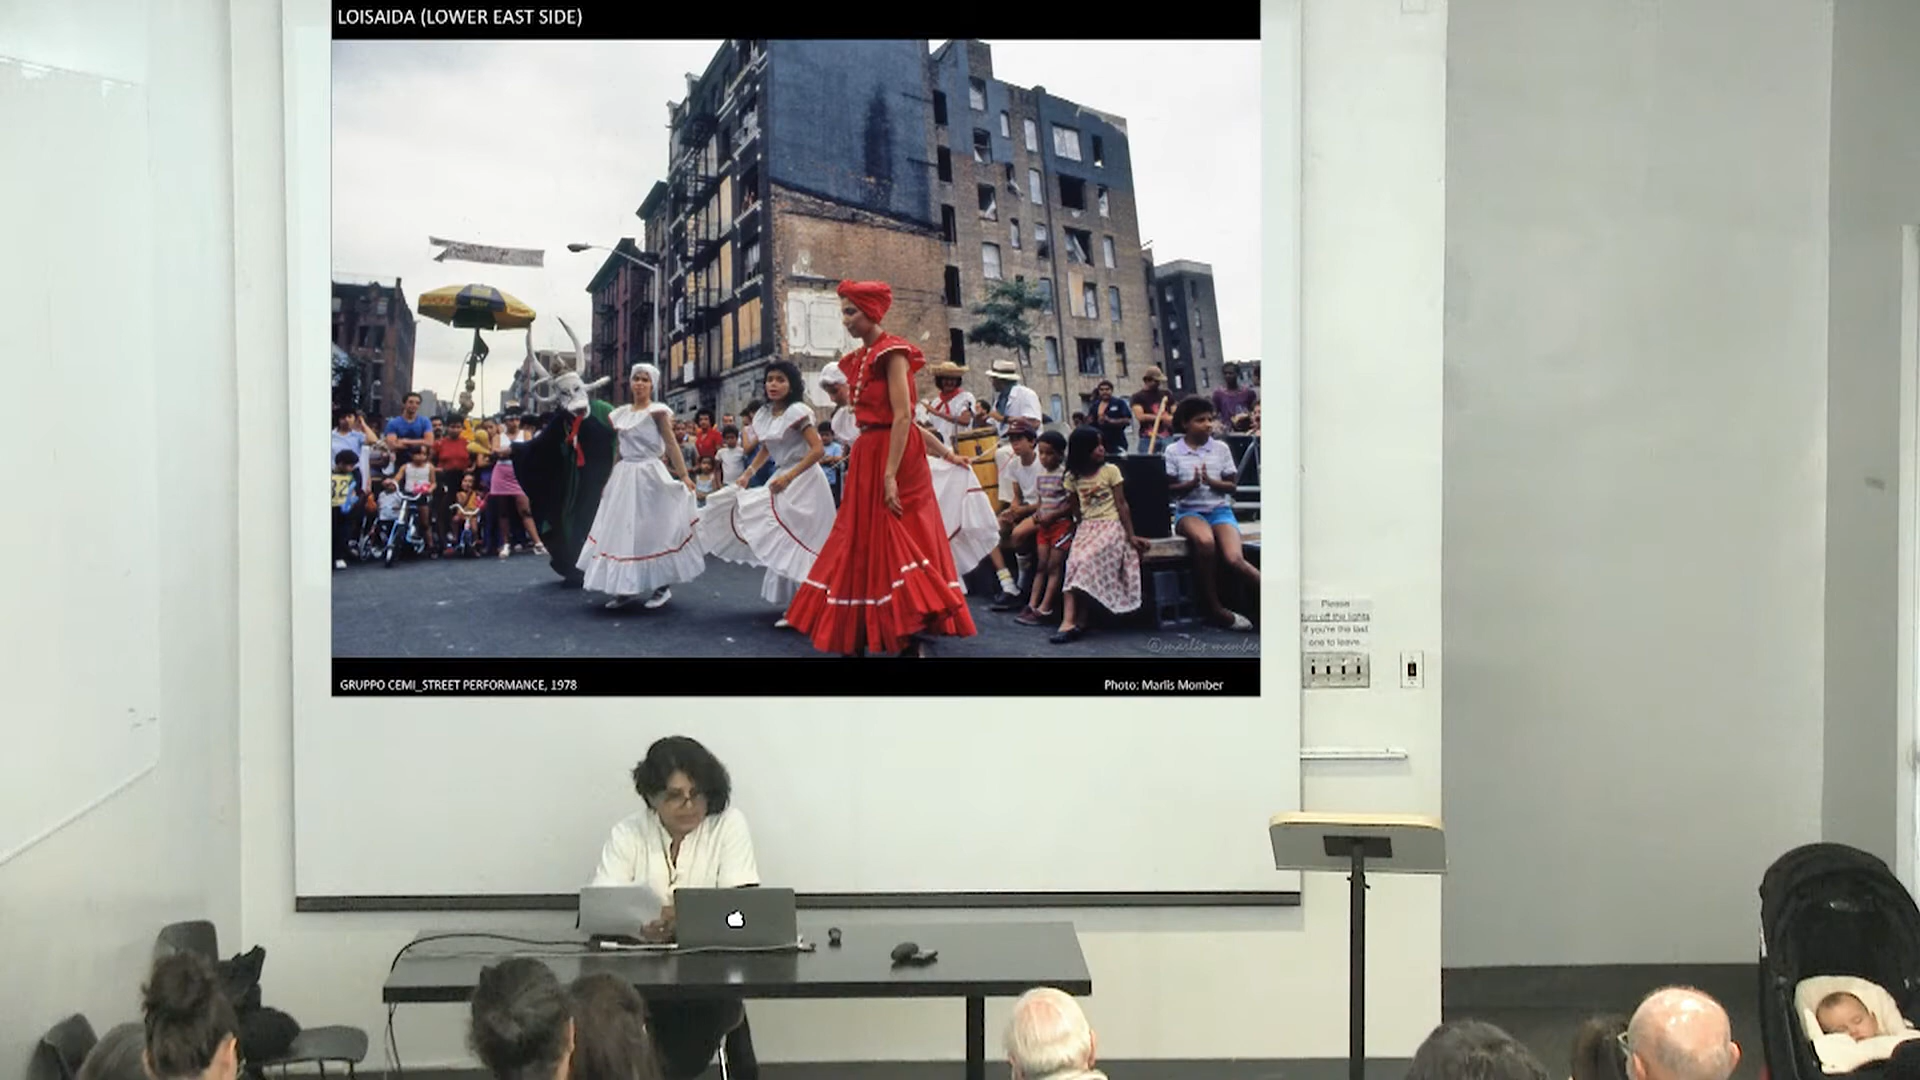 LOISAIDA (LOWER EAST SIDE)
GRUPPO CEMI_STREET PERFORMANCE, 1978
Photo: Marlis Momber
Please
turn off the lights
if you're the last
one to leave.